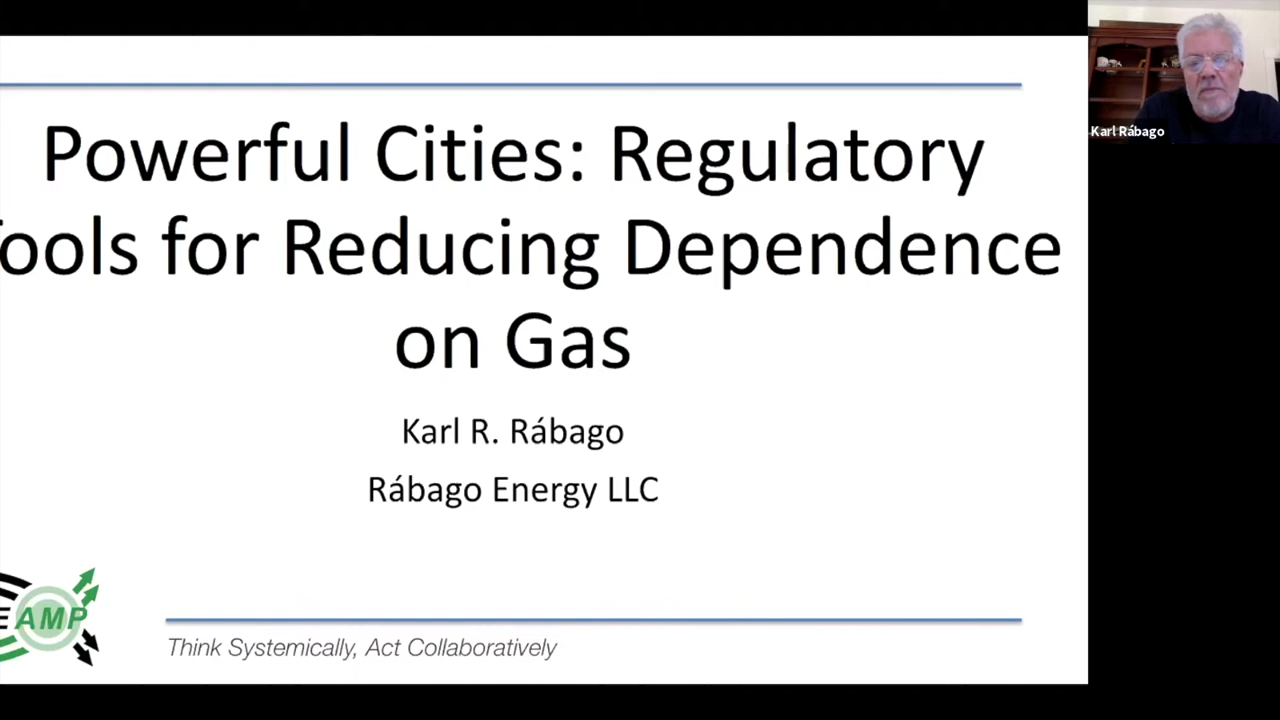 Powerful Cities: Regulatory
ools for Reducing Dependence
on Gas
Karl R. Rábago
Rábago Energy LLC
E AMP
Think Systemically, Act Collaboratively
Karl Rábago